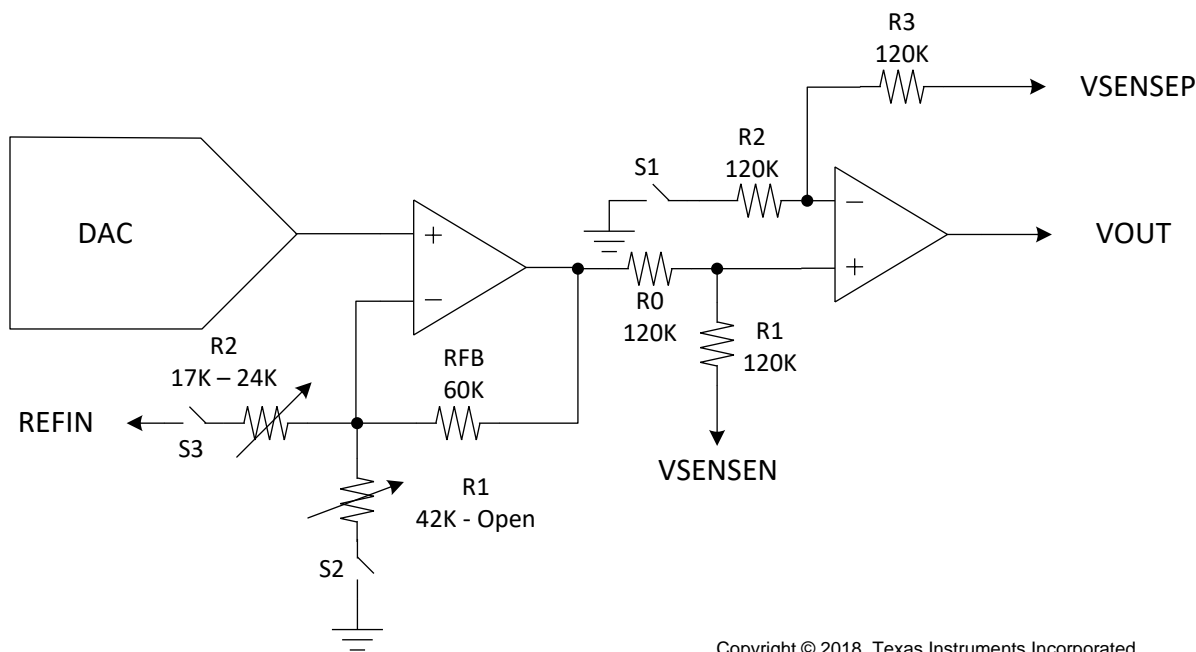 R3
120K
VSENSEP
R2
120K
S1
DAC
+
−
−
+
VOUT
R0
120K
R1
120K
R2
17K – 24K
RFB
60K
REFIN
S3
VSENSEN
R1
42K - Open
S2
Copyright © 2018, Texas Instruments Incorporated